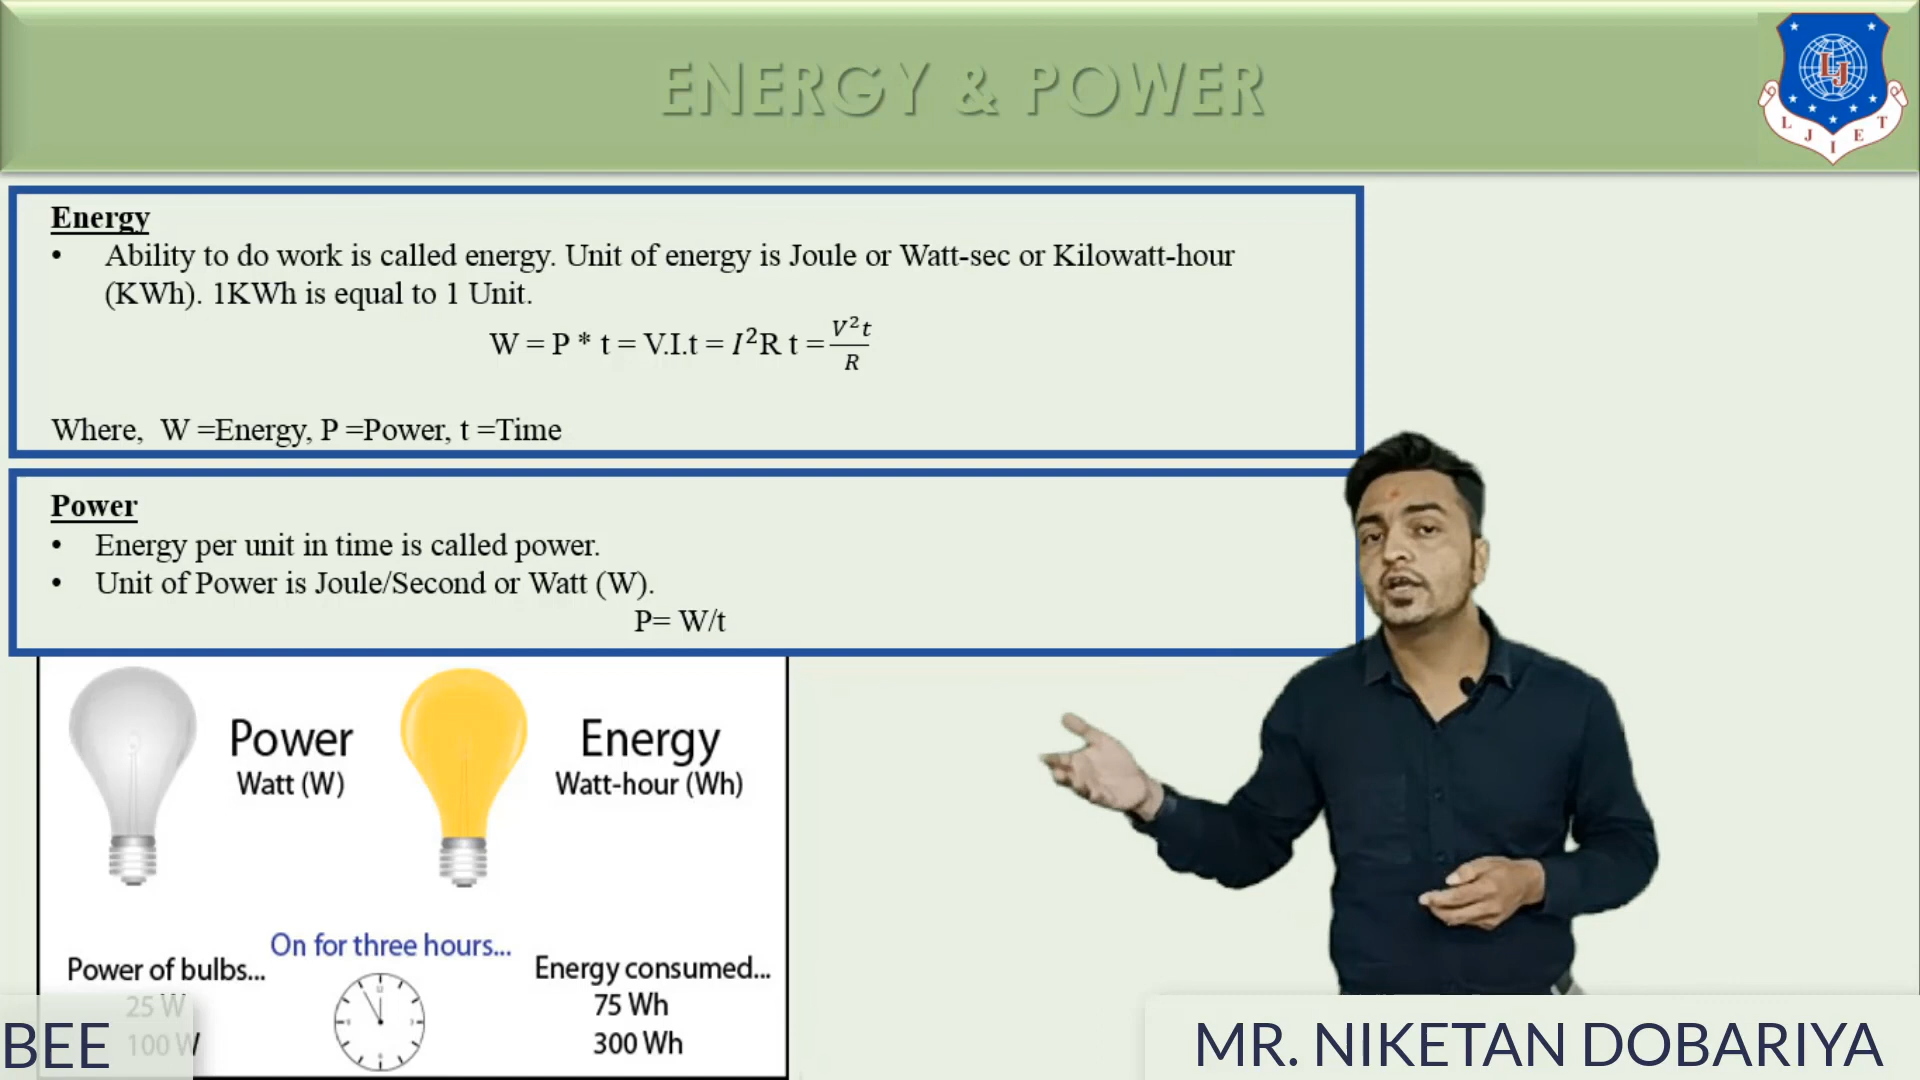 ENERGY & POWER
LJ
L J I E T
Energy
• Ability to do work is called energy. Unit of energy is Joule or Watt-sec or Kilowatt-hour
(KWh). 1KWh is equal to 1 Unit.
W = P * t = V.I.t = I²R t = V²t/R
Where, W =Energy, P =Power, t =Time
Power
• Energy per unit in time is called power.
• Unit of Power is Joule/Second or Watt (W).
P= W/t
Power
Watt (W)
Energy
Watt-hour (Wh)
On for three hours...
Power of bulbs...
25 W
100 W
Energy consumed...
75 Wh
300 Wh
BEE
MR. NIKETAN DOBARIYA